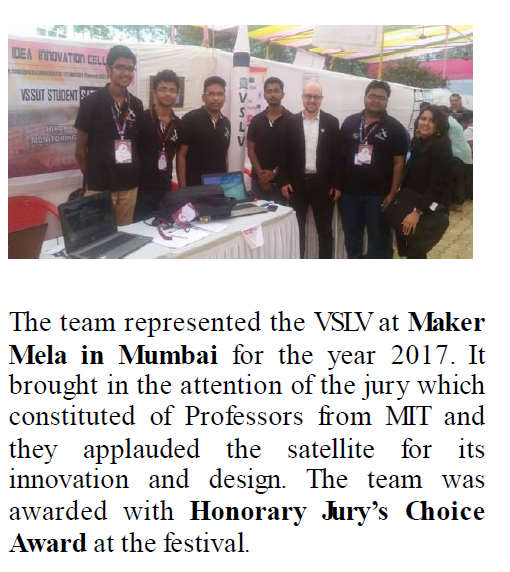 IDEA INNOVATION CELL
VSSUT STUDENT SAT
MONITORING
V
S
L
V
The team represented the VSLV at Maker
Mela in Mumbai for the year 2017. It
brought in the attention of the jury which
constituted of Professors from MIT and
they applauded the satellite for its
innovation and design. The team was
awarded with Honorary Jury’s Choice
Award at the festival.